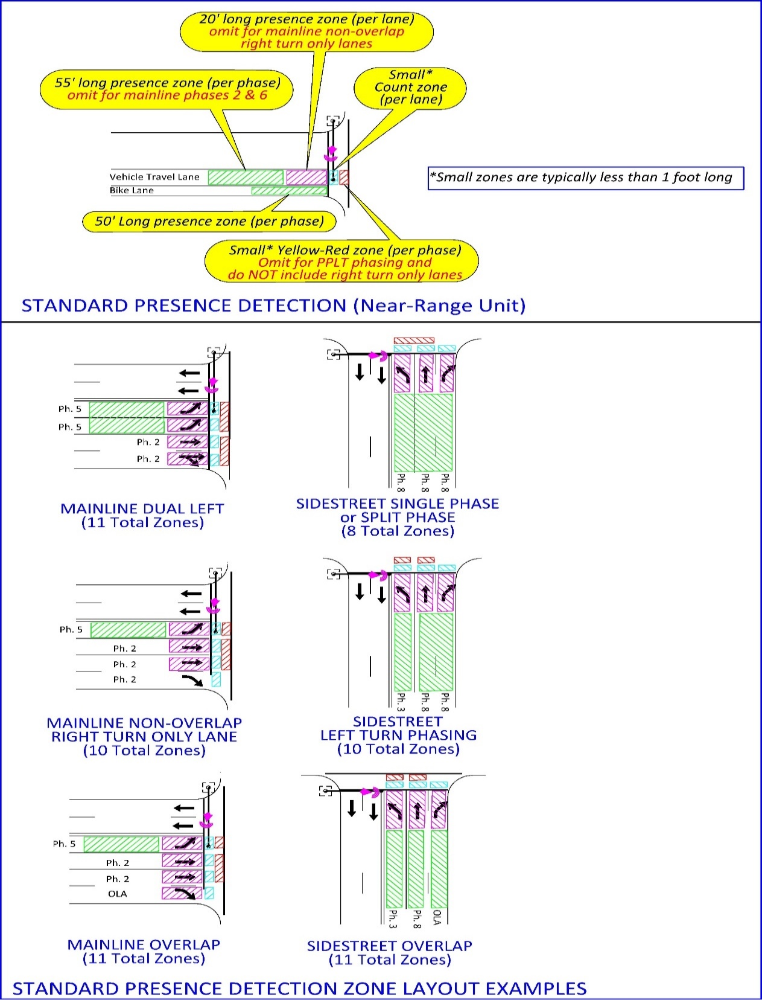 20' long presence zone (per lane)
omit for mainline non-overlap
right turn only lanes
55' long presence zone (per phase)
omit for mainline phases 2 & 6
Small*
Count zone
(per lane)
Vehicle Travel Lane
Bike Lane
*Small zones are typically less than 1 foot long
50' Long presence zone (per phase)
Small* Yellow-Red zone (per phase)
Omit for PPLT phasing and
do NOT include right turn only lanes
STANDARD PRESENCE DETECTION (Near-Range Unit)
Ph. 5
Ph. 5
Ph. 2
Ph. 2
MAINLINE DUAL LEFT
(11 Total Zones)
Ph. 8
Ph. 8
Ph. 8
SIDESTREET SINGLE PHASE
or SPLIT PHASE
(8 Total Zones)
Ph. 5
Ph. 2
Ph. 2
Ph. 2
MAINLINE NON-OVERLAP
RIGHT TURN ONLY LANE
(10 Total Zones)
Ph. 3
Ph. 8
Ph. 8
SIDESTREET
LEFT TURN PHASING
(10 Total Zones)
Ph. 5
Ph. 2
Ph. 2
OLA
MAINLINE OVERLAP
(11 Total Zones)
Ph. 3
Ph. 8
OLA
SIDESTREET OVERLAP
(11 Total Zones)
STANDARD PRESENCE DETECTION ZONE LAYOUT EXAMPLES